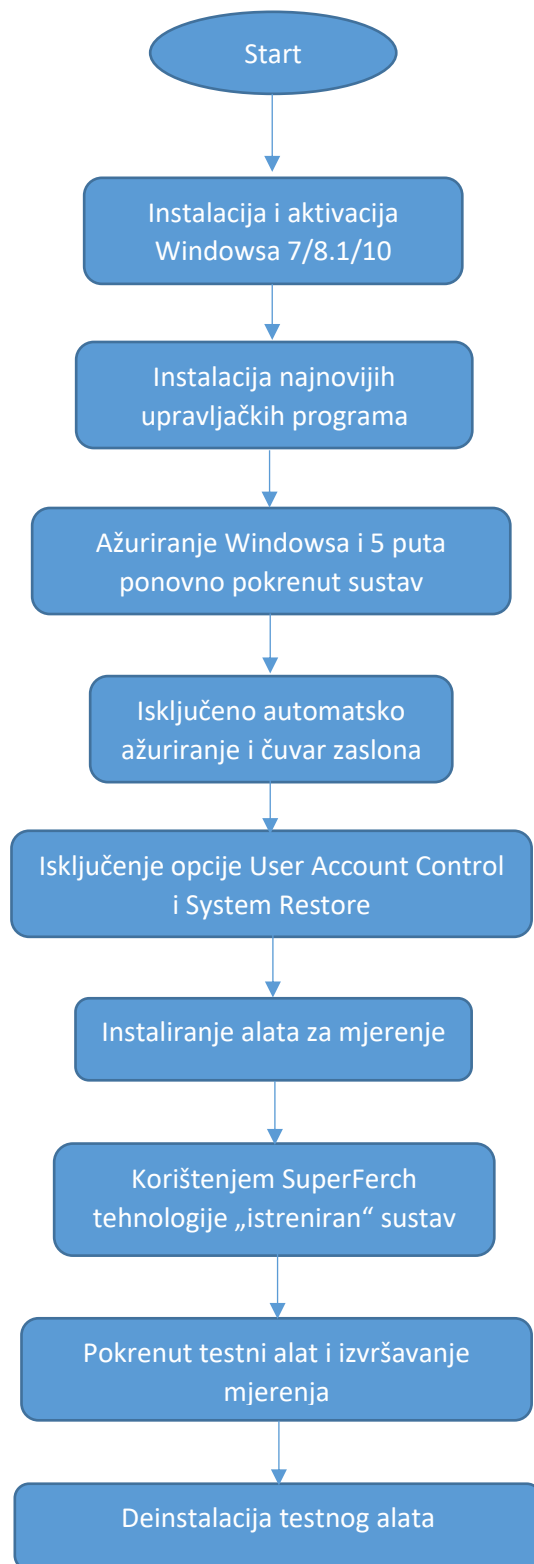 Start
Instalacija i aktivacija
Windowsa 7/8.1/10
Instalacija najnovijih
upravljačkih programa
Ažuriranje Windowsa i 5 puta
ponovno pokrenut sustav
Isključeno automatsko
ažuriranje i čuvar zaslona
Isključenje opcije User Account Control
i System Restore
Instaliranje alata za mjerenje
Korištenjem SuperFerch
tehnologije „istreniran“ sustav
Pokrenut testni alat i izvršavanje
mjerenja
Deinstalacija testnog alata